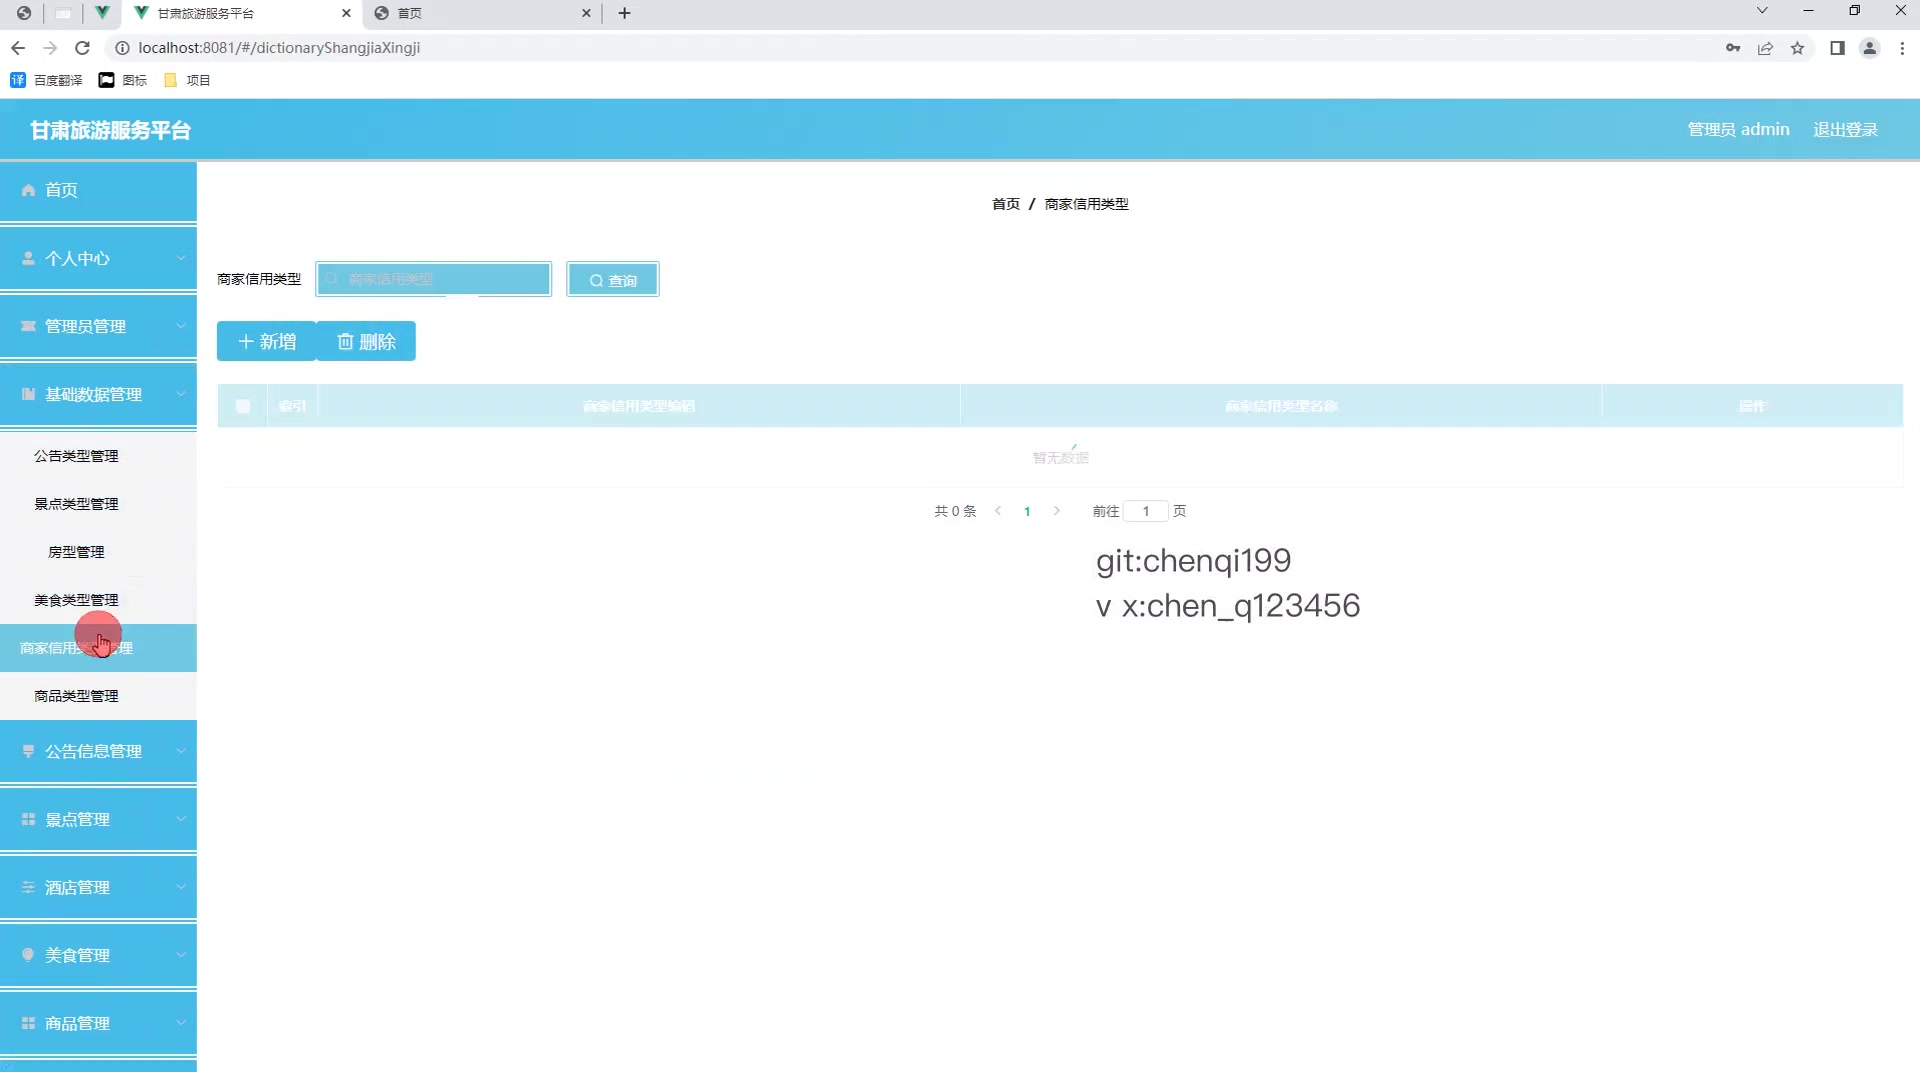 甘肃旅游服务平台
首页
localhost:8081/#/dictionaryShangjiaXingji
译 百度翻译 图标 项目
甘肃旅游服务平台
管理员 admin 退出登录
首页
个人中心
管理员管理
基础数据管理
公告类型管理
景点类型管理
房型管理
美食类型管理
商家信用类型管理
商品类型管理
公告信息管理
景点管理
酒店管理
美食管理
商品管理
首页 / 商家信用类型
商家信用类型 商家信用类型 查询
新增 删除
索引 商家信用类型编码 商家信用类型名称 操作
暂无数据
共 0 条 1 前往 1 页
git:chenqi199
v x:chen_q123456